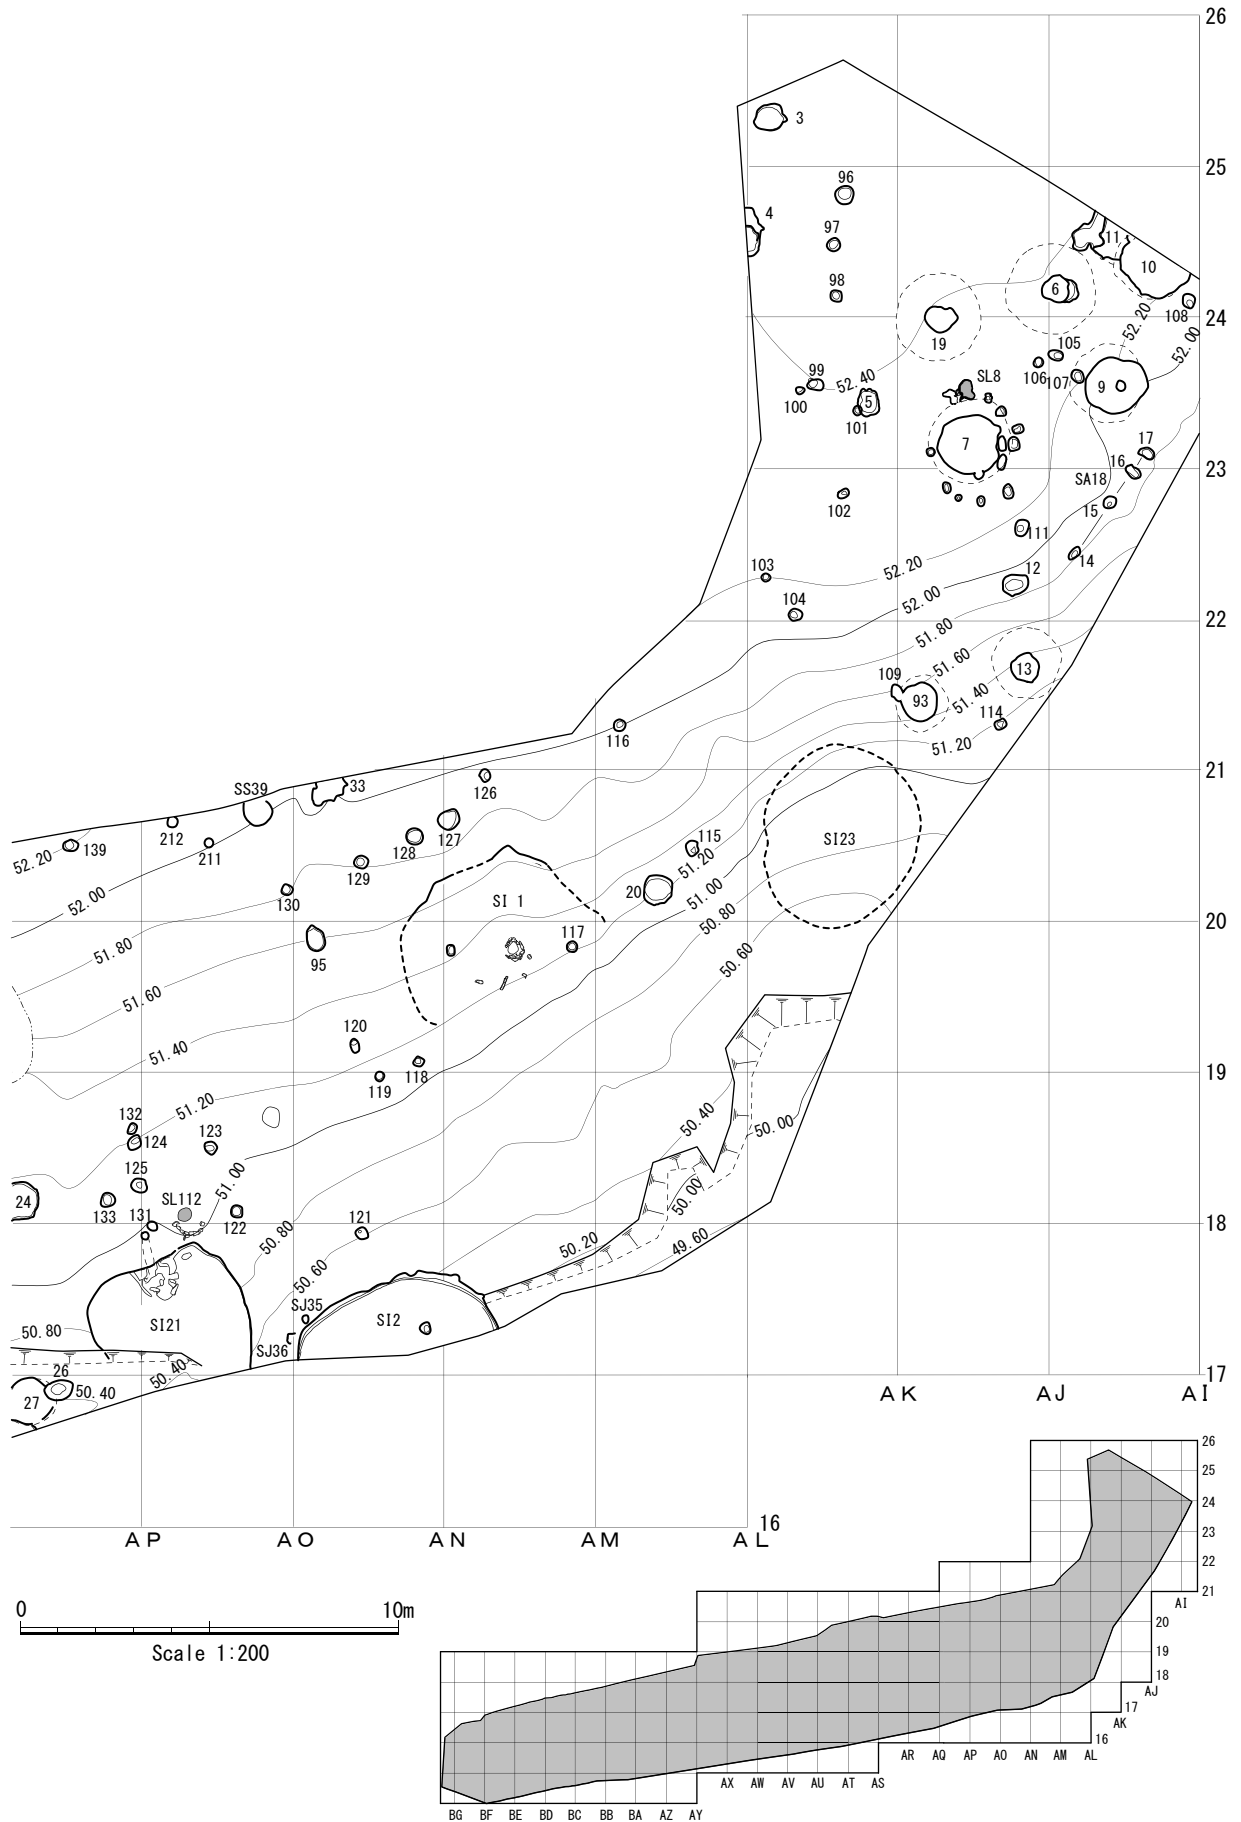 26
3
25
96
4
97
11
10
98
6
108
24
52.20
19
105
52.00
99
SL8
106
107
52.40
9
100
5
101
7
17
23
16
SA18
102
15
111
14
103
12
52.20
104
52.00
22
51.80
51.60
13
109
93
51.40
114
116
51.20
21
SS39
33
126
212
127
115
SI23
139
211
128
51.20
52.20
129
20
51.00
130
SI 1
52.00
50.80
20
51.80
95
117
50.60
51.60
120
51.40
118
19
119
51.20
50.40
132
50.00
124
123
125
51.00
24
SL112
50.00
133
131
122
121
18
50.80
50.20
49.60
50.60
SJ35
SI21
SI2
50.80
SJ36
26
50.40
17
27
50.40
AK
AJ
AI
16
AP
AO
AN
AM
AL
0
10m
Scale 1:200
26
25
24
23
22
21
AI
20
19
18
AJ
17
AK
16
AR
AQ
AP
AO
AN
AM
AL
AX
AW
AV
AU
AT
AS
BG
BF
BE
BD
BC
BB
BA
AZ
AY